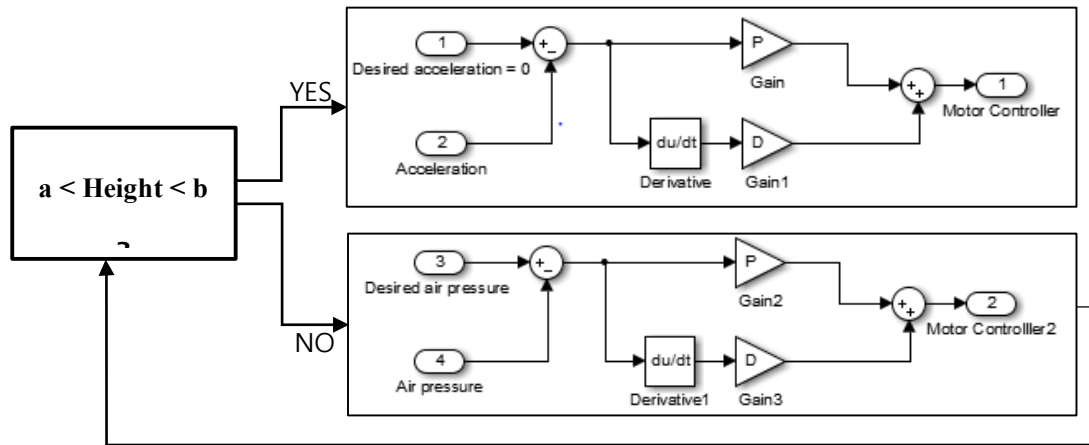 a < Height < b
YES
NO
1
Desired acceleration = 0
2
Acceleration
+
-
P
Gain
du/dt
Derivative
D
Gain1
+
+
1
Motor Controller
3
Desired air pressure
4
Air pressure
+
-
P
Gain2
du/dt
Derivative1
D
Gain3
+
+
2
Motor Controlller2